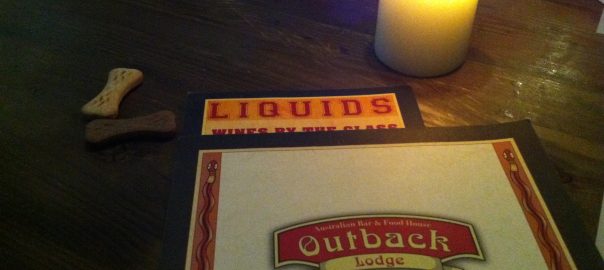 LIQUIDS
WINES BY THE GLASS
Australian Bar & Food House
Outback
Lodge